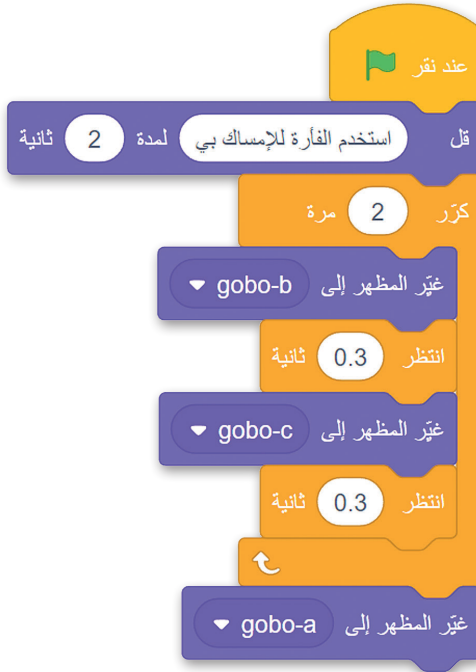 عند نقر
قل استخدم الفأرة للإمساك بي لمدة 2 ثانية
كرّر 2 مرة
غيّر المظهر إلى gobo-b
انتظر 0.3 ثانية
غيّر المظهر إلى gobo-c
انتظر 0.3 ثانية
غيّر المظهر إلى gobo-a